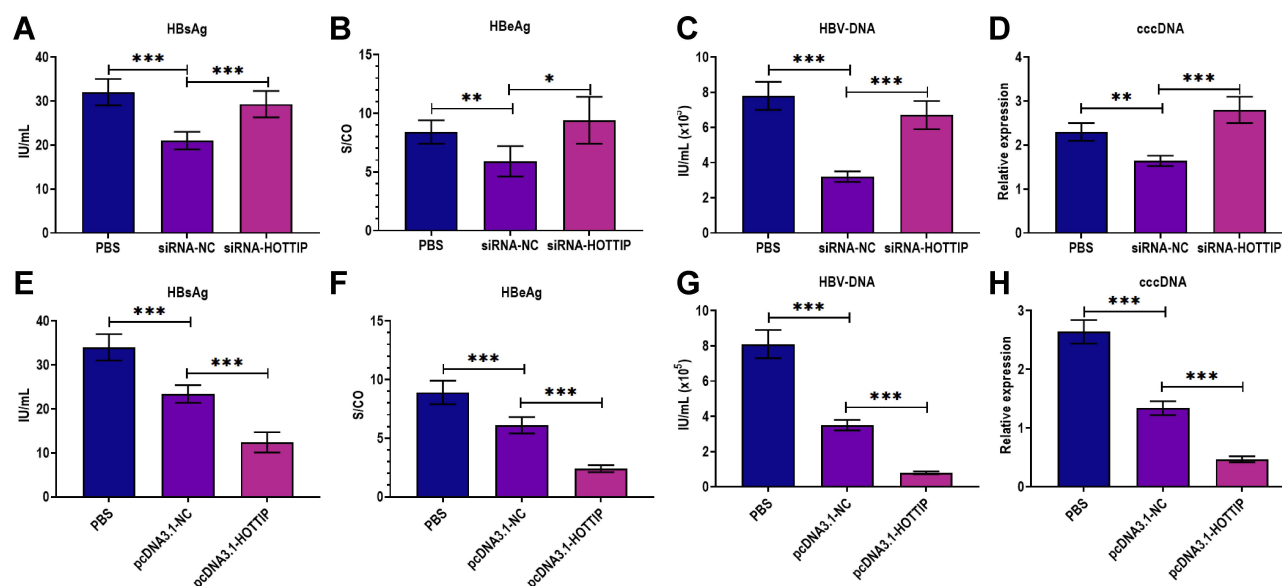 A
HBsAg
IU/mL
40
30
20
10
0
***
***
PBS
siRNA-NC
siRNA-HOTTIP
B
HBeAg
S/CO
15
10
5
0
**
*
PBS
siRNA-NC
siRNA-HOTTIP
C
HBV-DNA
10
8
6
4
2
0
***
***
PBS
siRNA-NC
siRNA-HOTTIP
D
cccDNA
Relative expression
4
3
2
1
0
**
***
PBS
siRNA-NC
siRNA-HOTTIP
E
HBsAg
IU/mL
40
30
20
10
0
***
***
PBS
pcDNA3.1-NC
pcDNA3.1-HOTTIP
F
HBeAg
S/CO
15
10
5
0
***
***
PBS
pcDNA3.1-NC
pcDNA3.1-HOTTIP
G
HBV-DNA
IU/mL (x10⁵)
10
8
6
4
2
0
***
***
PBS
pcDNA3.1-NC
pcDNA3.1-HOTTIP
H
cccDNA
Relative expression
3
2
1
0
***
***
PBS
pcDNA3.1-NC
pcDNA3.1-HOTTIP